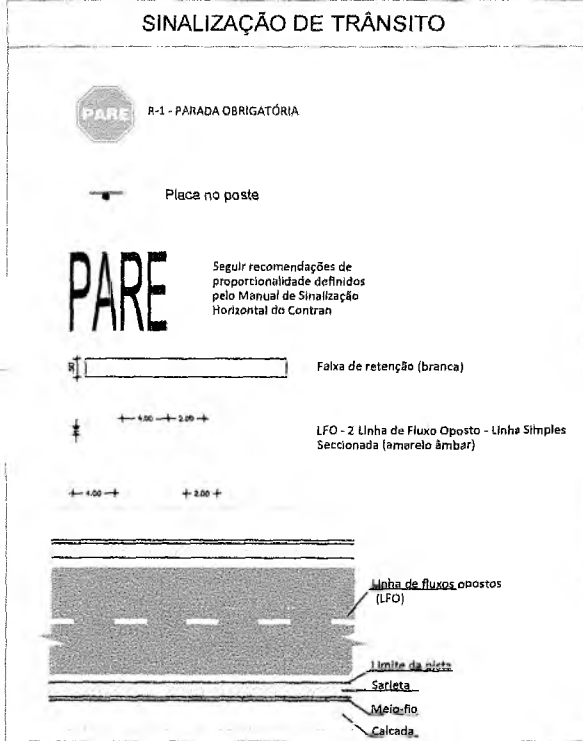 SINALIZAÇÃO DE TRÂNSITO
PARE
R-1 - PARADA OBRIGATÓRIA
Placa no poste
PARE
Seguir recomendações de
proporcionalidade definidos
pelo Manual de Sinalização
Horizontal do Contran
Faixa de retenção (branca)
4.00 2.00
LFO - 2 Linha de Fluxo Oposto - Linha Simples
Seccionada (amarelo âmbar)
4.00 2.00
Linha de fluxos opostos
(LFO)
Limite da pista
Sarjeta
Meio-fio
Calçada